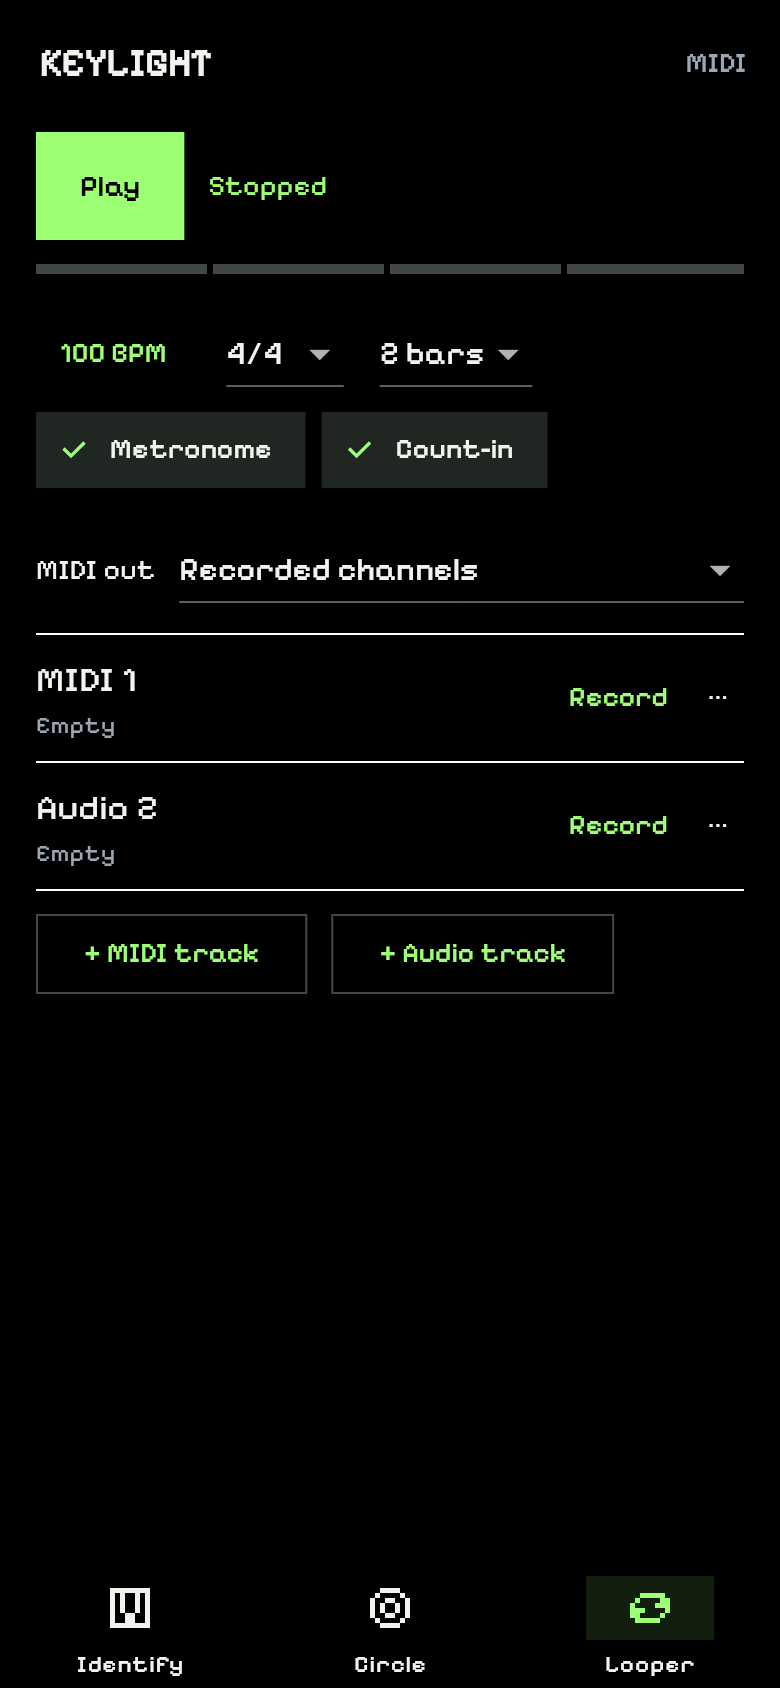 KEYLIGHT MIDI
Play Stopped
100 BPM 4/4 2 bars
Metronome Count-in
MIDI out Recorded channels
MIDI 1
Record ...
Empty
Audio 2
Record ...
Empty
+ MIDI track + Audio track
Identify Circle Looper